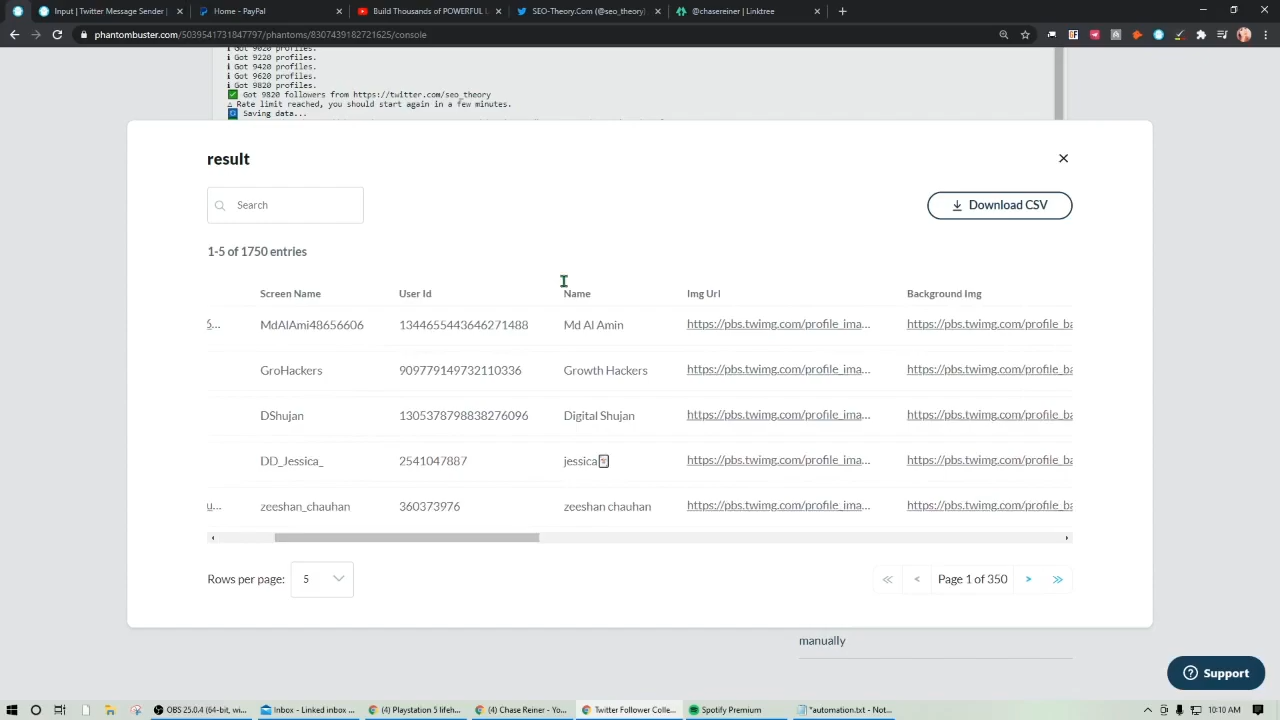 Input | Twitter Message Sender |
Home - PayPal
Build Thousands of POWERFUL L
SEO-Theory.Com (@seo_theory)
@chasereiner | Linktree
phantombuster.com/5039541731847797/phantoms/8307439182721625/console
Got 9020 profiles.
Got 9220 profiles.
Got 9420 profiles.
Got 9620 profiles.
Got 9820 profiles.
Got 9820 followers from https://twitter.com/seo_theory
Rate limit reached, you should start again in a few minutes.
Saving data...
result
Search
Download CSV
1-5 of 1750 entries
Screen Name User Id Name Img Url Background Img
6... MdAlAmi48656606 1344655443646271488 Md Al Amin https://pbs.twimg.com/profile_ima... https://pbs.twimg.com/profile_ba
GroHackers 909779149732110336 Growth Hackers https://pbs.twimg.com/profile_ima... https://pbs.twimg.com/profile_ba
DShujan 1305378798838276096 Digital Shujan https://pbs.twimg.com/profile_ima... https://pbs.twimg.com/profile_ba
DD_Jessica_ 2541047887 jessica https://pbs.twimg.com/profile_ima... https://pbs.twimg.com/profile_ba
u... zeeshan_chauhan 360373976 zeeshan chauhan https://pbs.twimg.com/profile_ima... https://pbs.twimg.com/profile_ba
Rows per page: 5
Page 1 of 350
manually
Support
OBS 25.0.4 (64-bit, w...
Inbox - Linked inbox ...
(4) Playstation 5 lifeh...
(4) Chase Reiner - Yo...
Twitter Follower Colle...
Spotify Premium
*automation.txt - Not...
10:10 AM